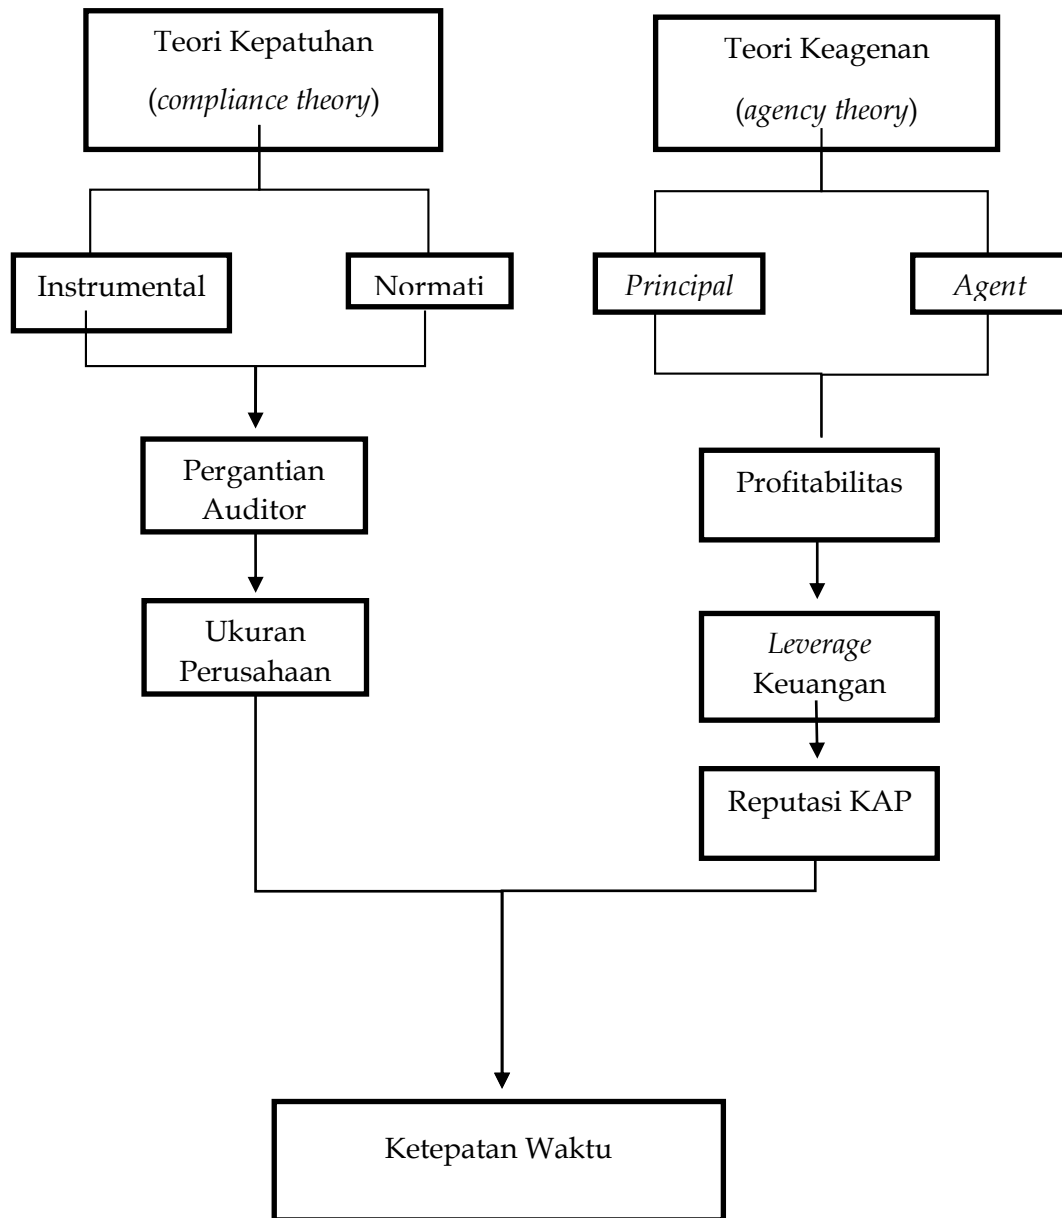 Teori Kepatuhan
(compliance theory)
Teori Keagenan
(agency theory)
Instrumental
Normati
Principal
Agent
Pergantian
Auditor
Profitabilitas
Ukuran
Perusahaan
Leverage
Keuangan
Reputasi KAP
Ketepatan Waktu